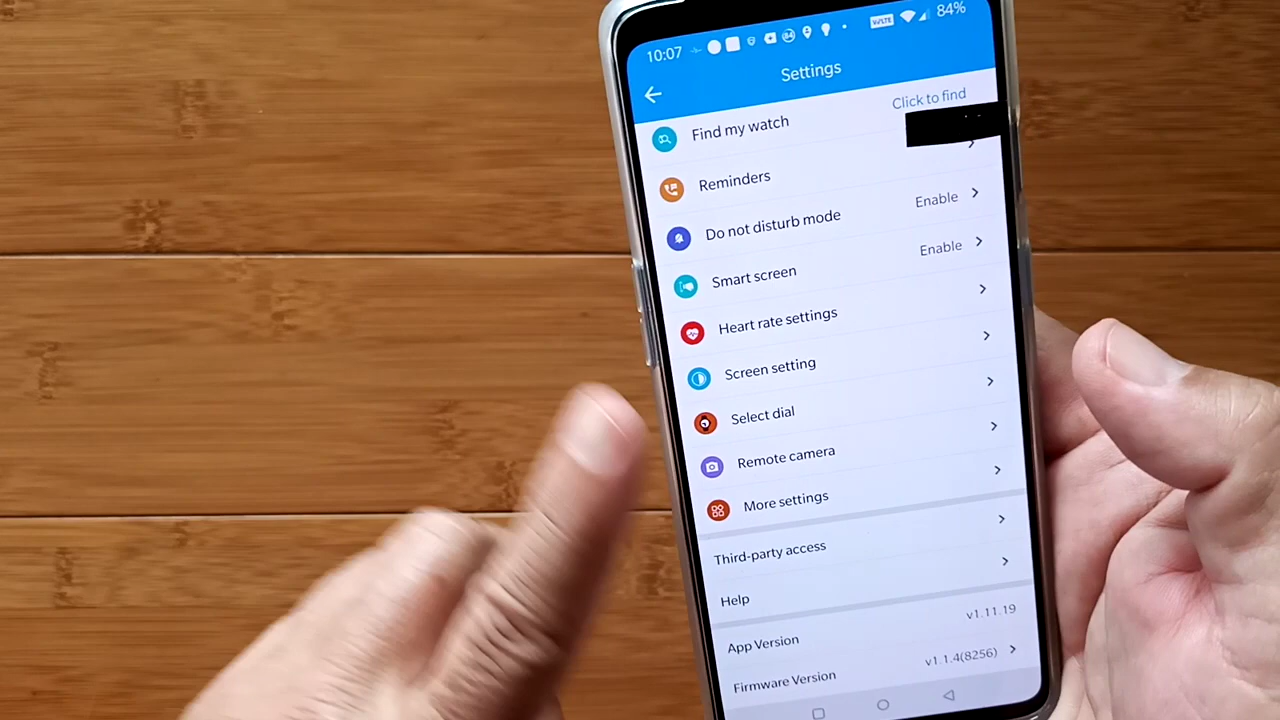 10:07 84 VoLTE 84%
Settings
Click to find
Find my watch
Reminders
Do not disturb mode Enable
Smart screen Enable
Heart rate settings
Screen setting
Select dial
Remote camera
More settings
Third-party access
Help
App Version v1.11.19
Firmware Version v1.1.4(8256)